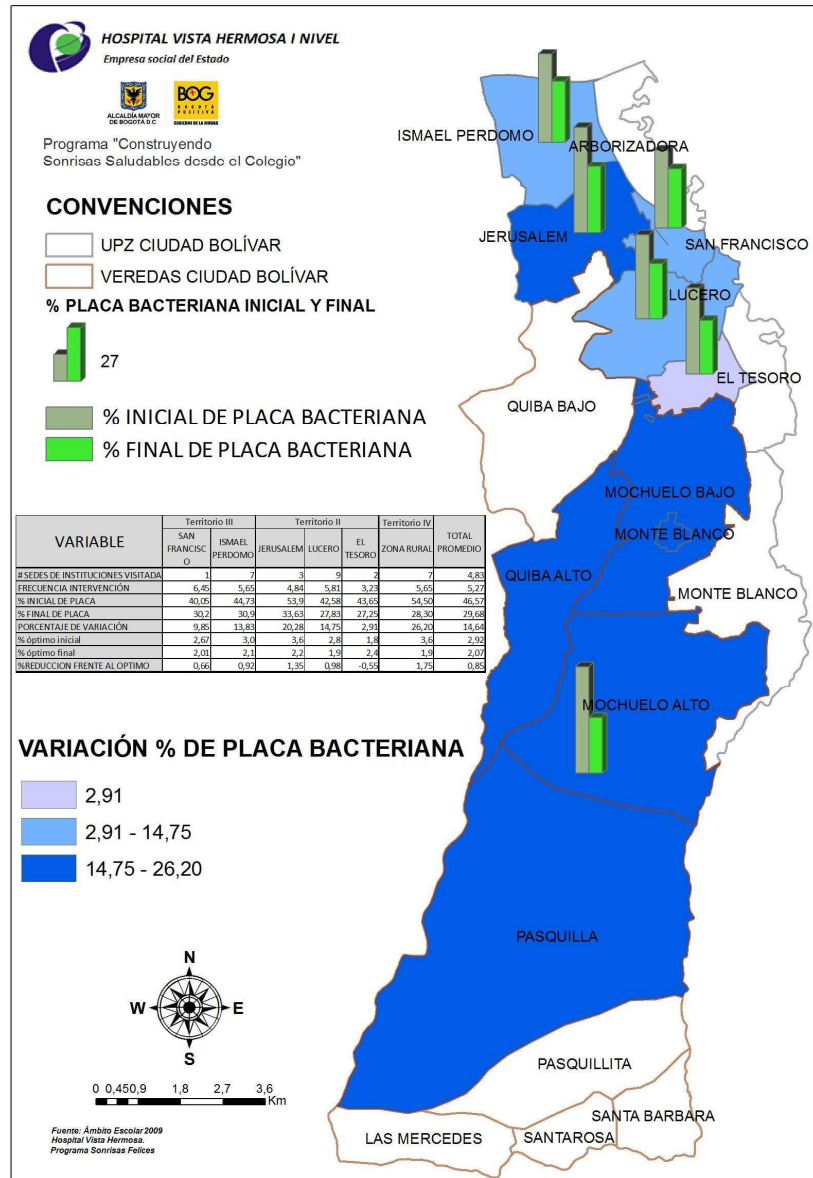 HOSPITAL VISTA HERMOSA I NIVEL
Empresa social del Estado
ALCALDÍA MAYOR
DE BOGOTÁ D.C.
BOG
BOGOTÁ
POSITIVA
GOBIERNO DE LA CIUDAD
Programa "Construyendo
Sonrisas Saludables desde el Colegio"
CONVENCIONES
UPZ CIUDAD BOLÍVAR
VEREDAS CIUDAD BOLÍVAR
% PLACA BACTERIANA INICIAL Y FINAL
27
% INICIAL DE PLACA BACTERIANA
% FINAL DE PLACA BACTERIANA
VARIABLE Territorio III Territorio II Territorio IV TOTAL PROMEDIO
SAN FRANCISCO ISMAEL PERDOMO JERUSALEM LUCERO EL TESORO ZONA RURAL
# SEDES DE INSTITUCIONES VISITADA 1 7 3 9 2 7 4,83
FRECUENCIA INTERVENCIÓN 6,45 5,65 4,84 5,81 3,23 5,65 5,27
% INICIAL DE PLACA 40,05 44,73 53,9 42,58 43,65 54,50 46,57
% FINAL DE PLACA 30,2 30,9 33,63 27,83 27,25 28,30 29,68
PORCENTAJE DE VARIACIÓN 9,85 13,83 20,28 14,75 2,91 26,20 14,64
% óptimo inicial 2,67 3,0 3,6 2,8 1,8 3,6 2,92
% óptimo final 2,01 2,1 2,2 1,9 2,4 1,9 2,07
%REDUCCION FRENTE AL OPTIMO 0,66 0,92 1,35 0,98 -0,55 1,75 0,85
VARIACIÓN % DE PLACA BACTERIANA
2,91
2,91 - 14,75
14,75 - 26,20
N
W E
S
0 0,45 0,9 1,8 2,7 3,6
Km
Fuente: Ámbito Escolar 2009
Hospital Vista Hermosa.
Programa Sonrisas Felices
ISMAEL PERDOMO
ARBORIZADORA
JERUSALEM
SAN FRANCISCO
LUCERO
EL TESORO
QUIBA BAJO
MOCHUELO BAJO
MONTE BLANCO
QUIBA ALTO
MONTE BLANCO
MOCHUELO ALTO
PASQUILLA
PASQUILLITA
SANTA BARBARA
LAS MERCEDES
SANTAROSA